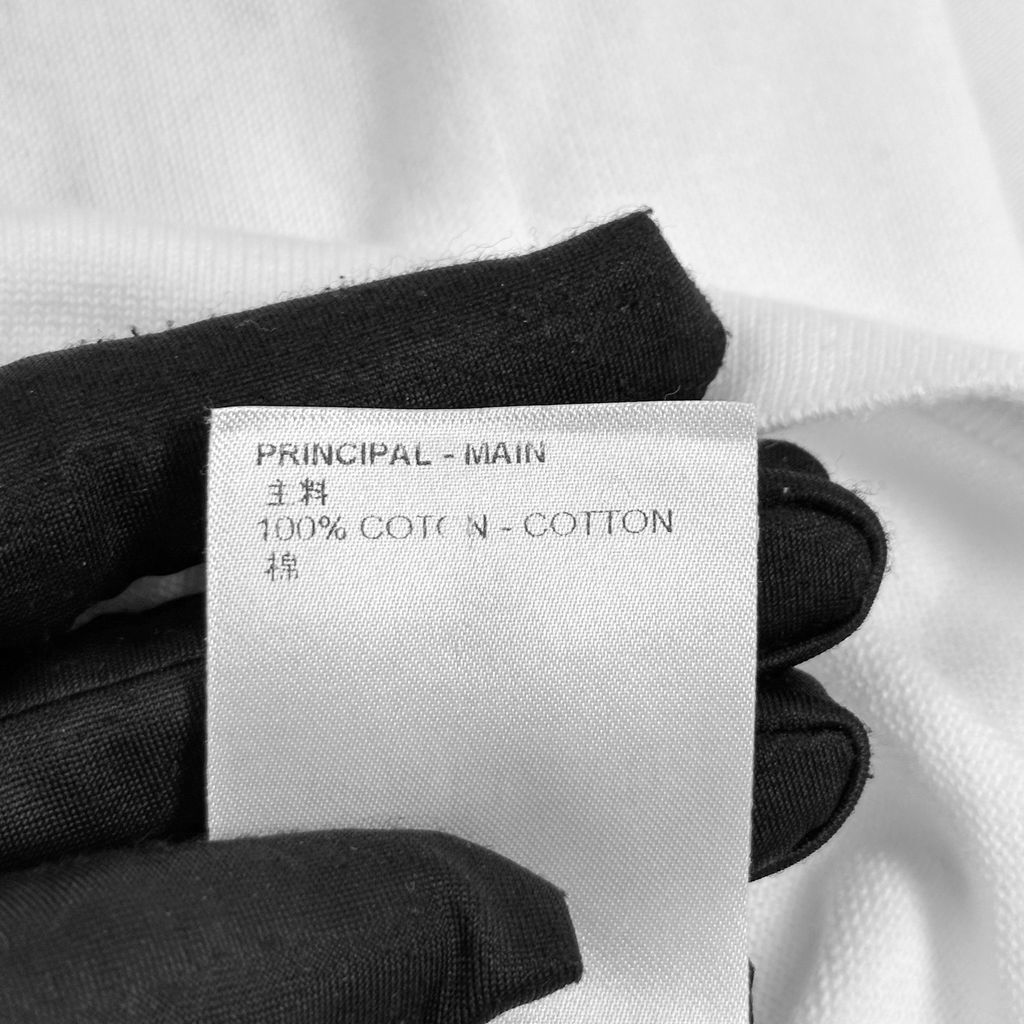 PRINCIPAL - MAIN
主料
100% COTON - COTTON
棉